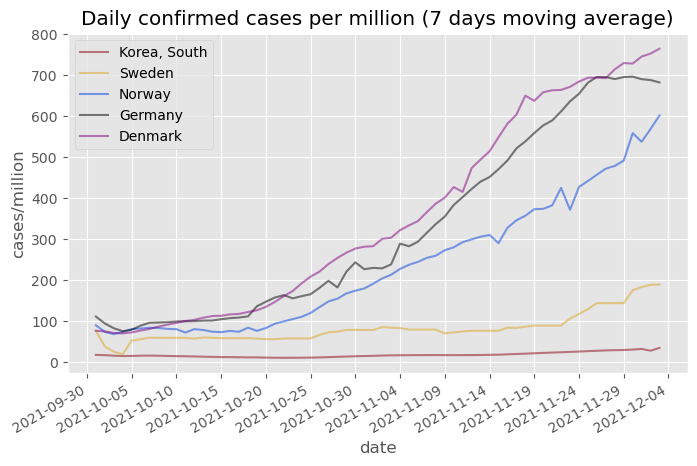 Daily confirmed cases per million (7 days moving average)
800
700
600
500
400
300
200
100
0
cases/million
Korea, South
Sweden
Norway
Germany
Denmark
2021-09-30
2021-10-05
2021-10-10
2021-10-15
2021-10-20
2021-10-25
2021-10-30
2021-11-04
2021-11-09
2021-11-14
2021-11-19
2021-11-24
2021-11-29
2021-12-04
date